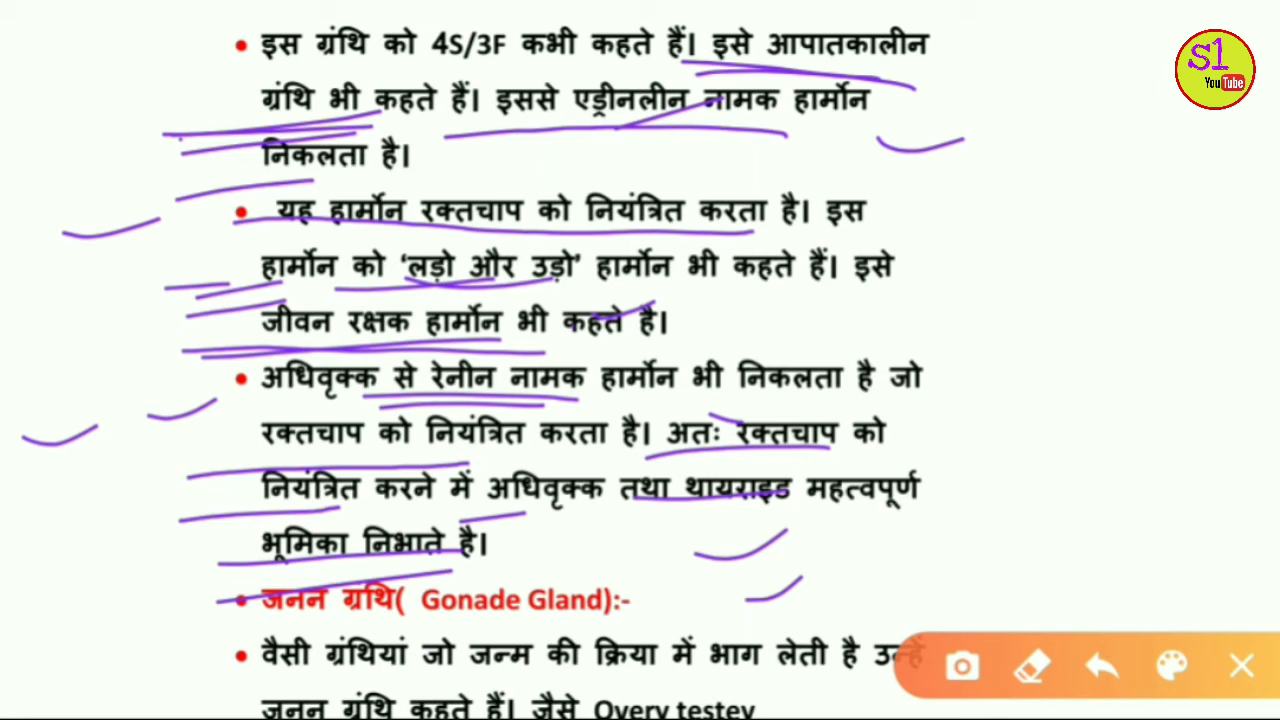 S1
YouTube
इस ग्रंथि को 4S/3F कभी कहते हैं। इसे आपातकालीन
ग्रंथि भी कहते हैं। इससे एड्रीनलीन नामक हार्मोन
निकलता है।
यह हार्मोन रक्तचाप को नियंत्रित करता है। इस
हार्मोन को ‘लड़ो और उड़ो’ हार्मोन भी कहते हैं। इसे
जीवन रक्षक हार्मोन भी कहते है।
अधिवृक्क से रेनीन नामक हार्मोन भी निकलता है जो
रक्तचाप को नियंत्रित करता है। अतः रक्तचाप को
नियंत्रित करने में अधिवृक्क तथा थायराइड महत्वपूर्ण
भूमिका निभाते है।
जनन ग्रंथि( Gonade Gland):-
वैसी ग्रंथियां जो जन्म की क्रिया में भाग लेती है उन्हें
जनन ग्रंथि कहते हैं। जैसे Overy testey